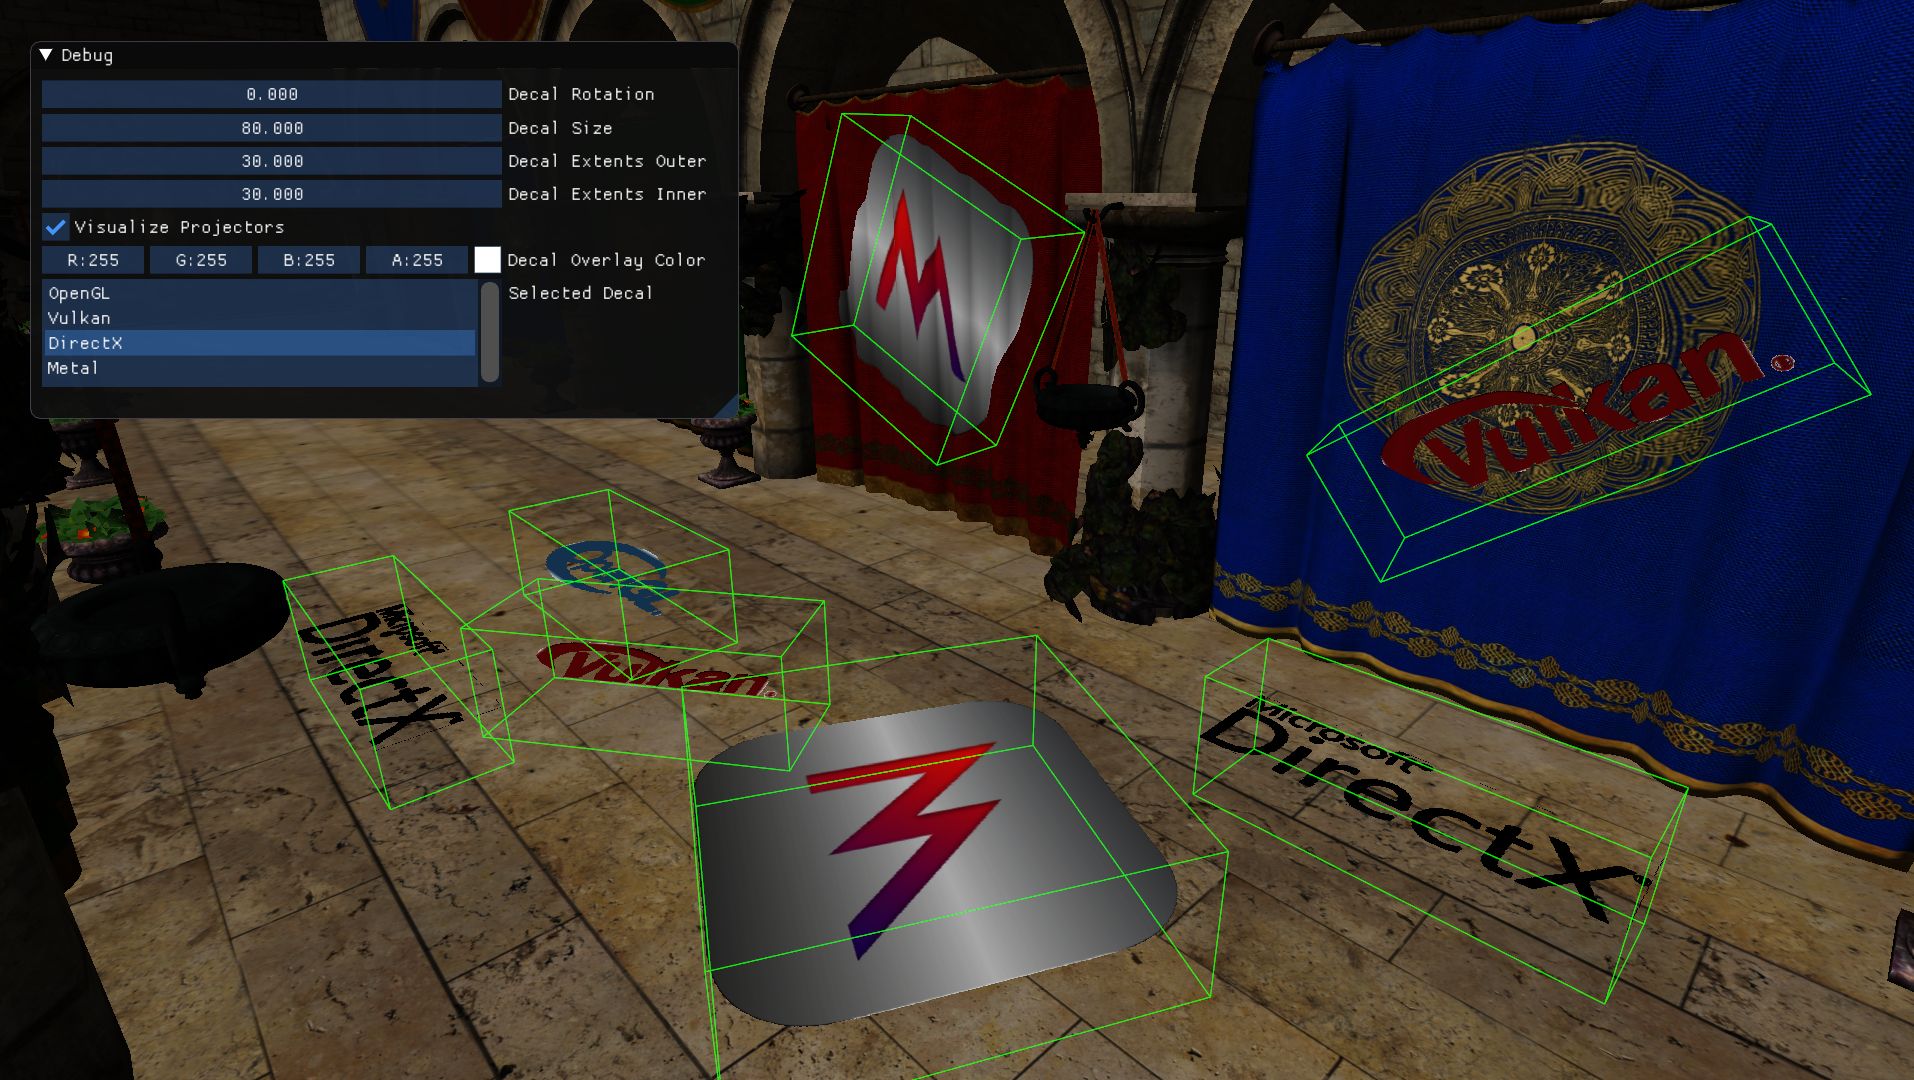 Debug
0.000 Decal Rotation
80.000 Decal Size
30.000 Decal Extents Outer
30.000 Decal Extents Inner
Visualize Projectors
R:255 G:255 B:255 A:255 Decal Overlay Color
OpenGL Selected Decal
Vulkan
DirectX
Metal
Vulkan
Microsoft
DirectX
Vulkan
Microsoft
DirectX